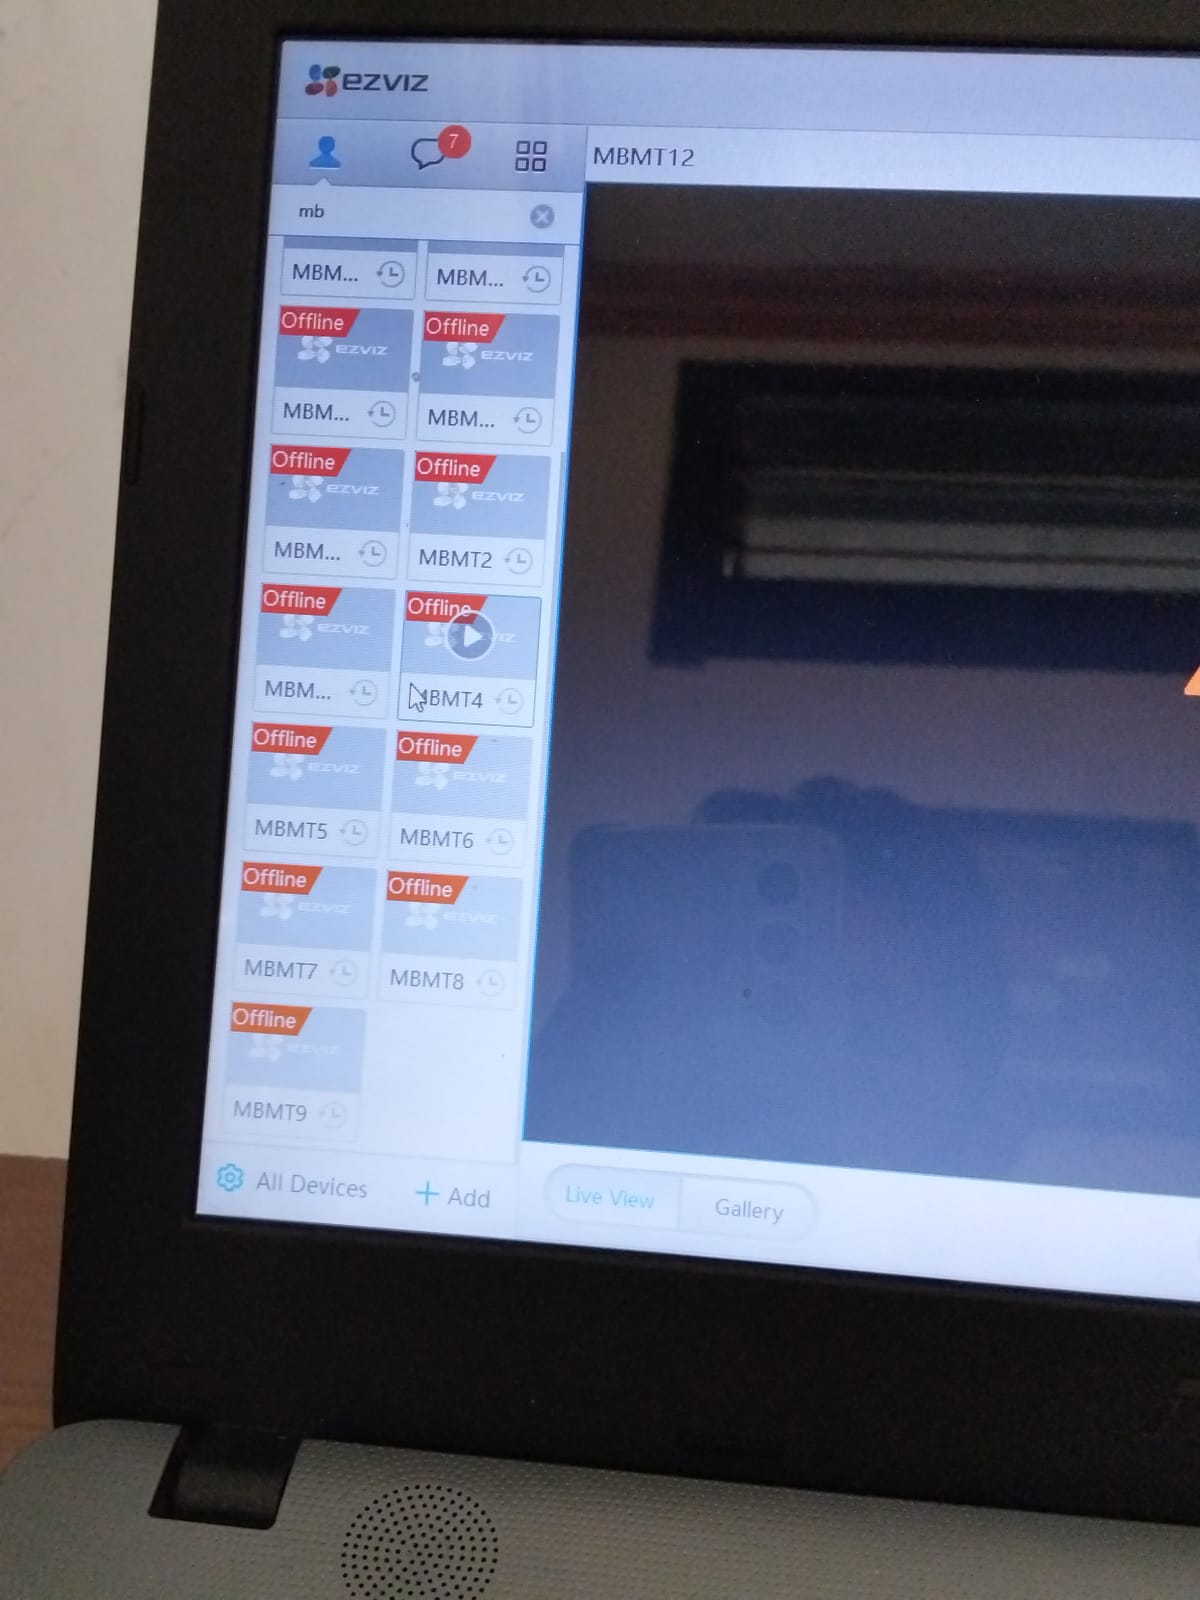 EZVIZ
7
MBMT12
mb
MBM... MBM...
Offline Offline
EZVIZ EZVIZ
MBM... MBM...
Offline Offline
EZVIZ EZVIZ
MBM... MBMT2
Offline Offline
EZVIZ
MBM... MBMT4
Offline Offline
EZVIZ EZVIZ
MBMT5 MBMT6
Offline Offline
EZVIZ EZVIZ
MBMT7 MBMT8
Offline
EZVIZ
MBMT9
All Devices + Add
Live View Gallery